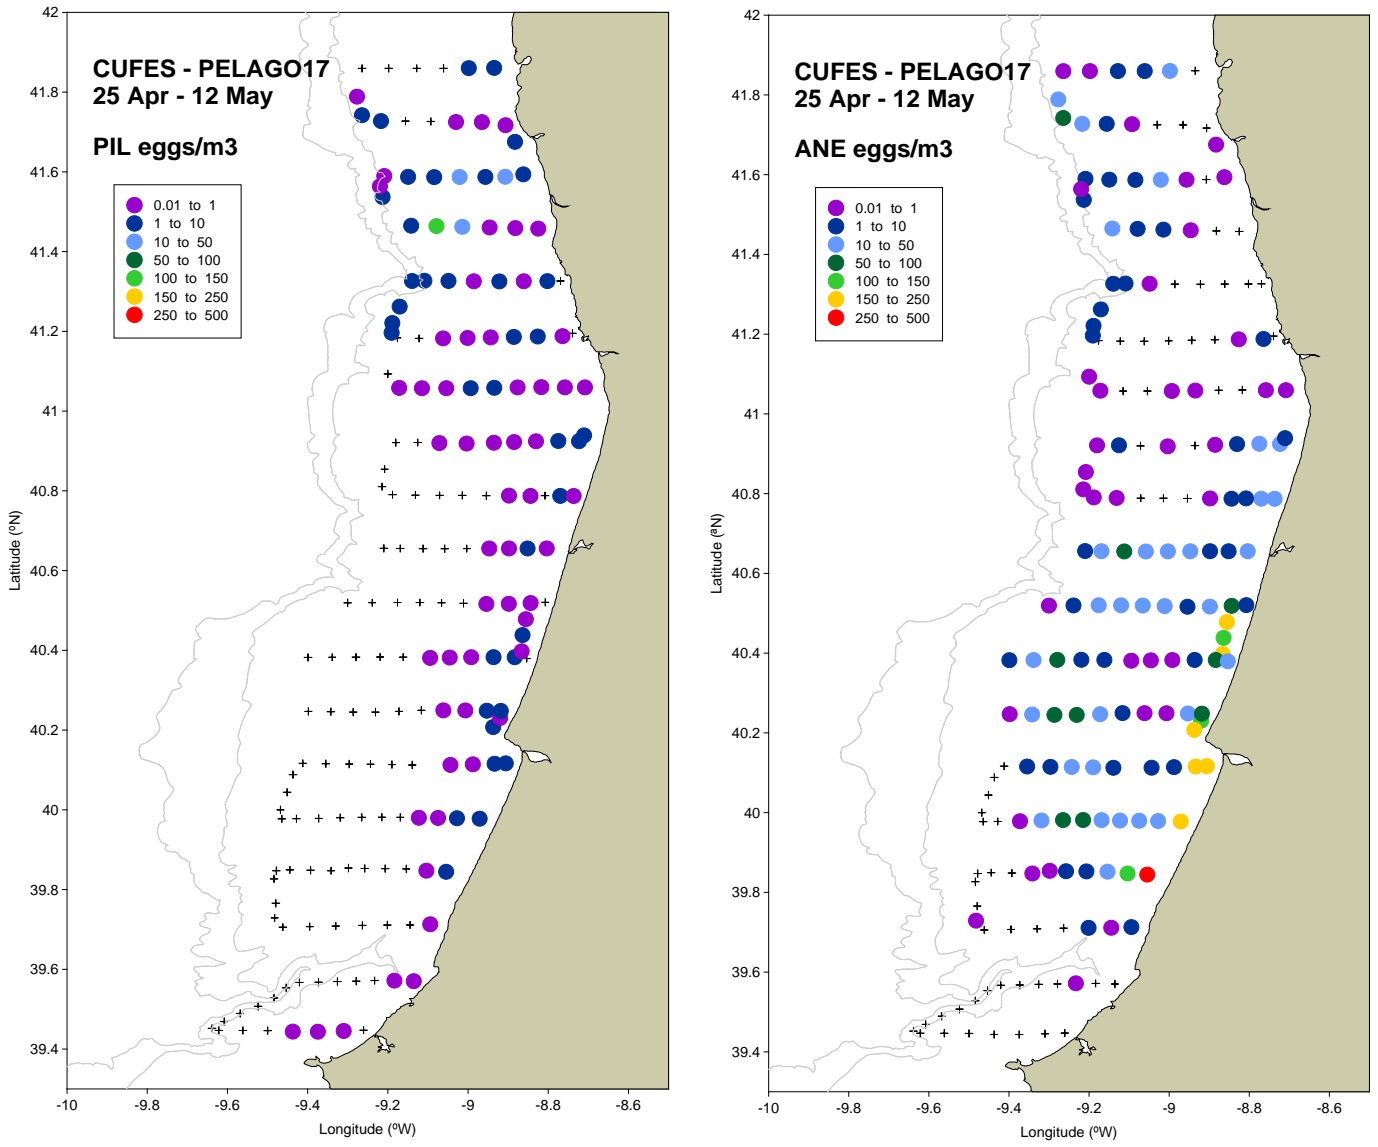 CUFES - PELAGO17
25 Apr - 12 May
PIL eggs/m3
0.01 to 1
1 to 10
10 to 50
50 to 100
100 to 150
150 to 250
250 to 500
42
41.8
41.6
41.4
41.2
41
40.8
40.6
40.4
40.2
40
39.8
39.6
39.4
Latitude (ºN)
-10
-9.8
-9.6
-9.4
-9.2
-9
-8.8
-8.6
Longitude (ºW)
CUFES - PELAGO17
25 Apr - 12 May
ANE eggs/m3
0.01 to 1
1 to 10
10 to 50
50 to 100
100 to 150
150 to 250
250 to 500
42
41.8
41.6
41.4
41.2
41
40.8
40.6
40.4
40.2
40
39.8
39.6
39.4
Latitude (ªN)
-10
-9.8
-9.6
-9.4
-9.2
-9
-8.8
-8.6
Longitude (ºW)